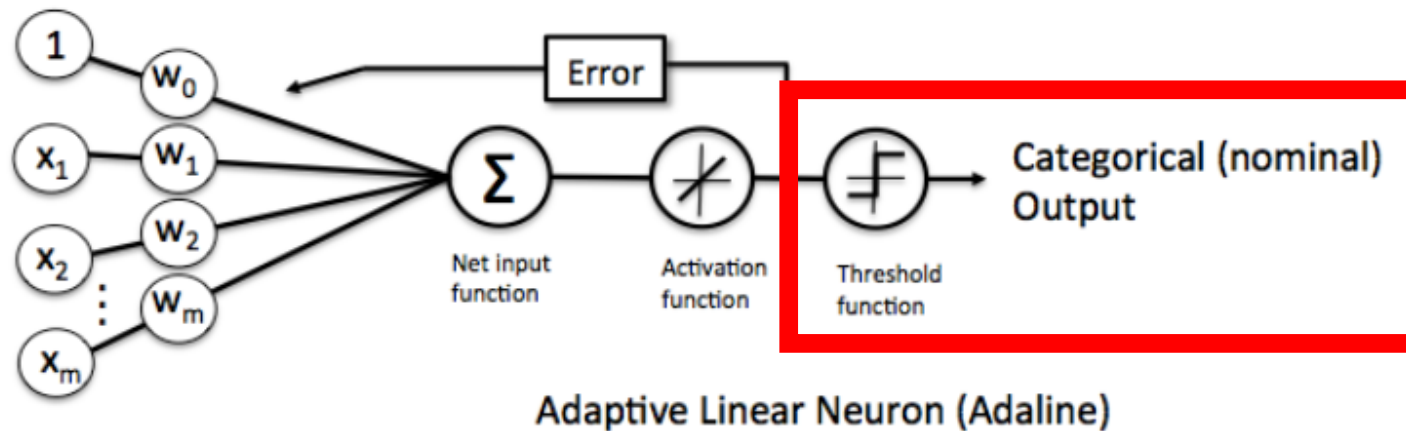 1
w₀
Error
x₁
w₁
Σ
Categorical (nominal)
Output
x₂
w₂
Net input
function
Activation
function
Threshold
function
⋮
wₘ
xₘ
Adaptive Linear Neuron (Adaline)